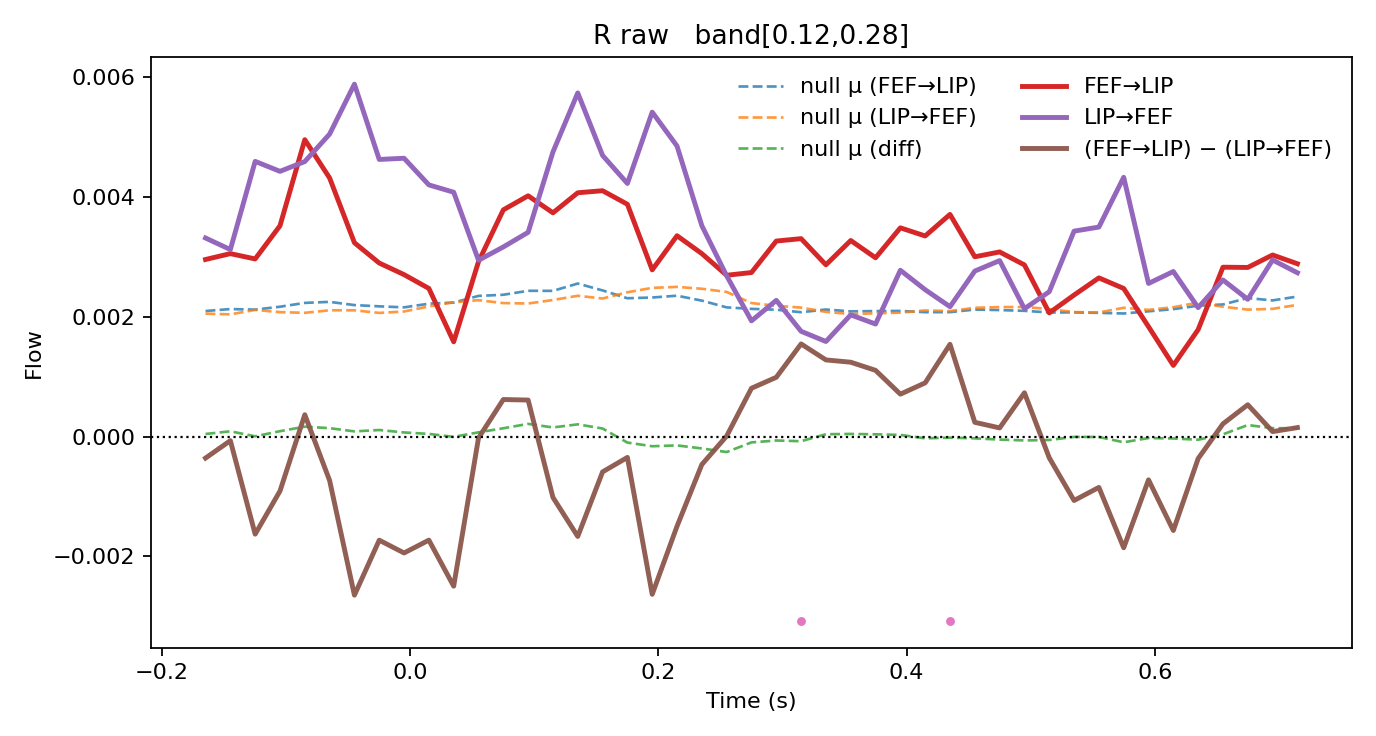 R raw   band[0.12,0.28]
null μ (FEF→LIP)
null μ (LIP→FEF)
null μ (diff)
FEF→LIP
LIP→FEF
(FEF→LIP) − (LIP→FEF)
0.006
0.004
0.002
0.000
−0.002
Flow
−0.2
0.0
0.2
0.4
0.6
Time (s)